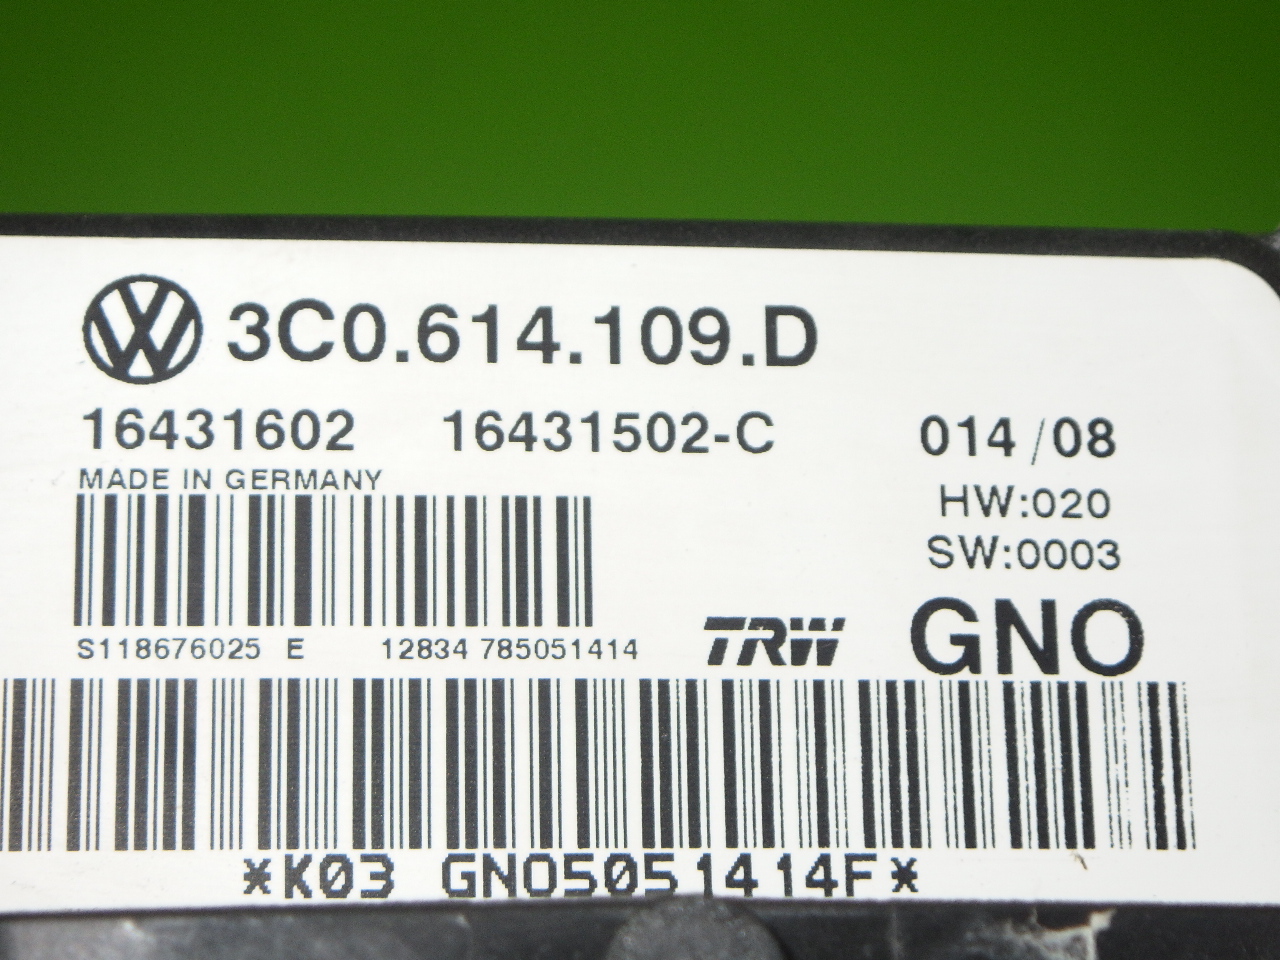 3C0.614.109.D
16431602 16431502-C 014/08
MADE IN GERMANY
HW:020
SW:0003
S118676025 E 12834 785051414
TRW GNO
*K03 GNO5051414F*